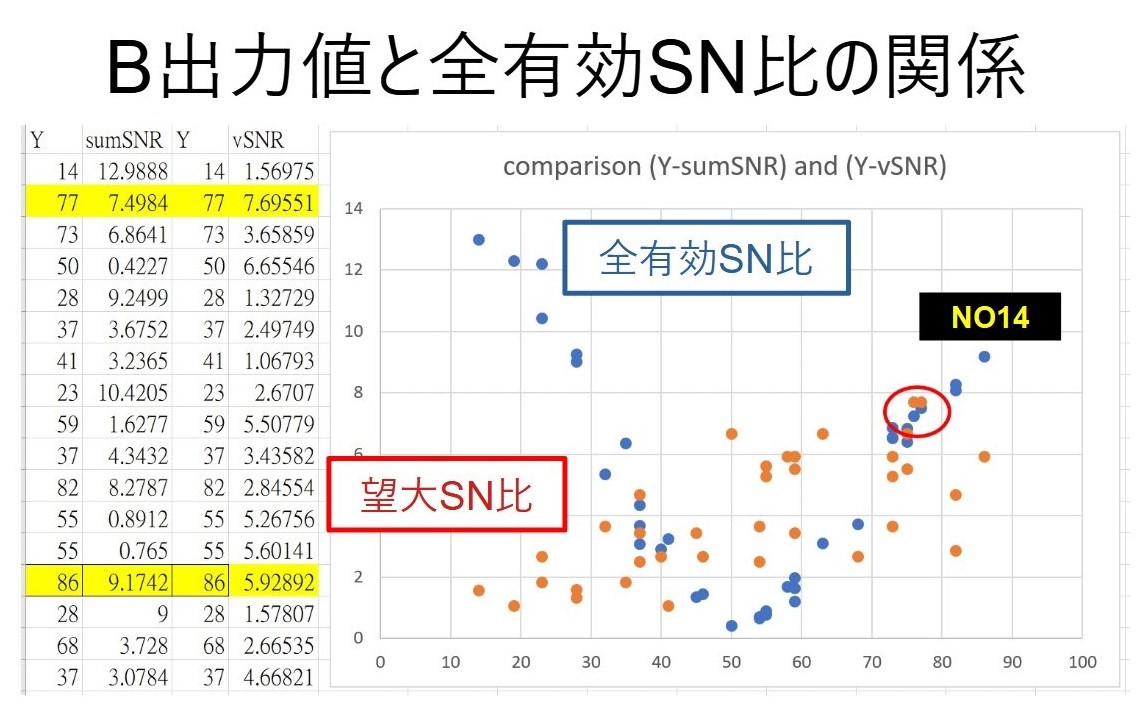 B出力値と全有効SN比の関係
Y sumSNR Y vSNR
14 12.9888 14 1.56975
77 7.4984 77 7.69551
73 6.8641 73 3.65859
50 0.4227 50 6.65546
28 9.2499 28 1.32729
37 3.6752 37 2.49749
41 3.2365 41 1.06793
23 10.4205 23 2.6707
59 1.6277 59 5.50779
37 4.3432 37 3.43582
82 8.2787 82 2.84554
55 0.8912 55 5.26756
55 0.765 55 5.60141
86 9.1742 86 5.92892
28 9 28 1.57807
68 3.728 68 2.66535
37 3.0784 37 4.66821
comparison (Y-sumSNR) and (Y-vSNR)
14
12
10
8
6
2
0
0 10 20 30 40 50 60 70 80 90 100
全有効SN比
NO14
望大SN比